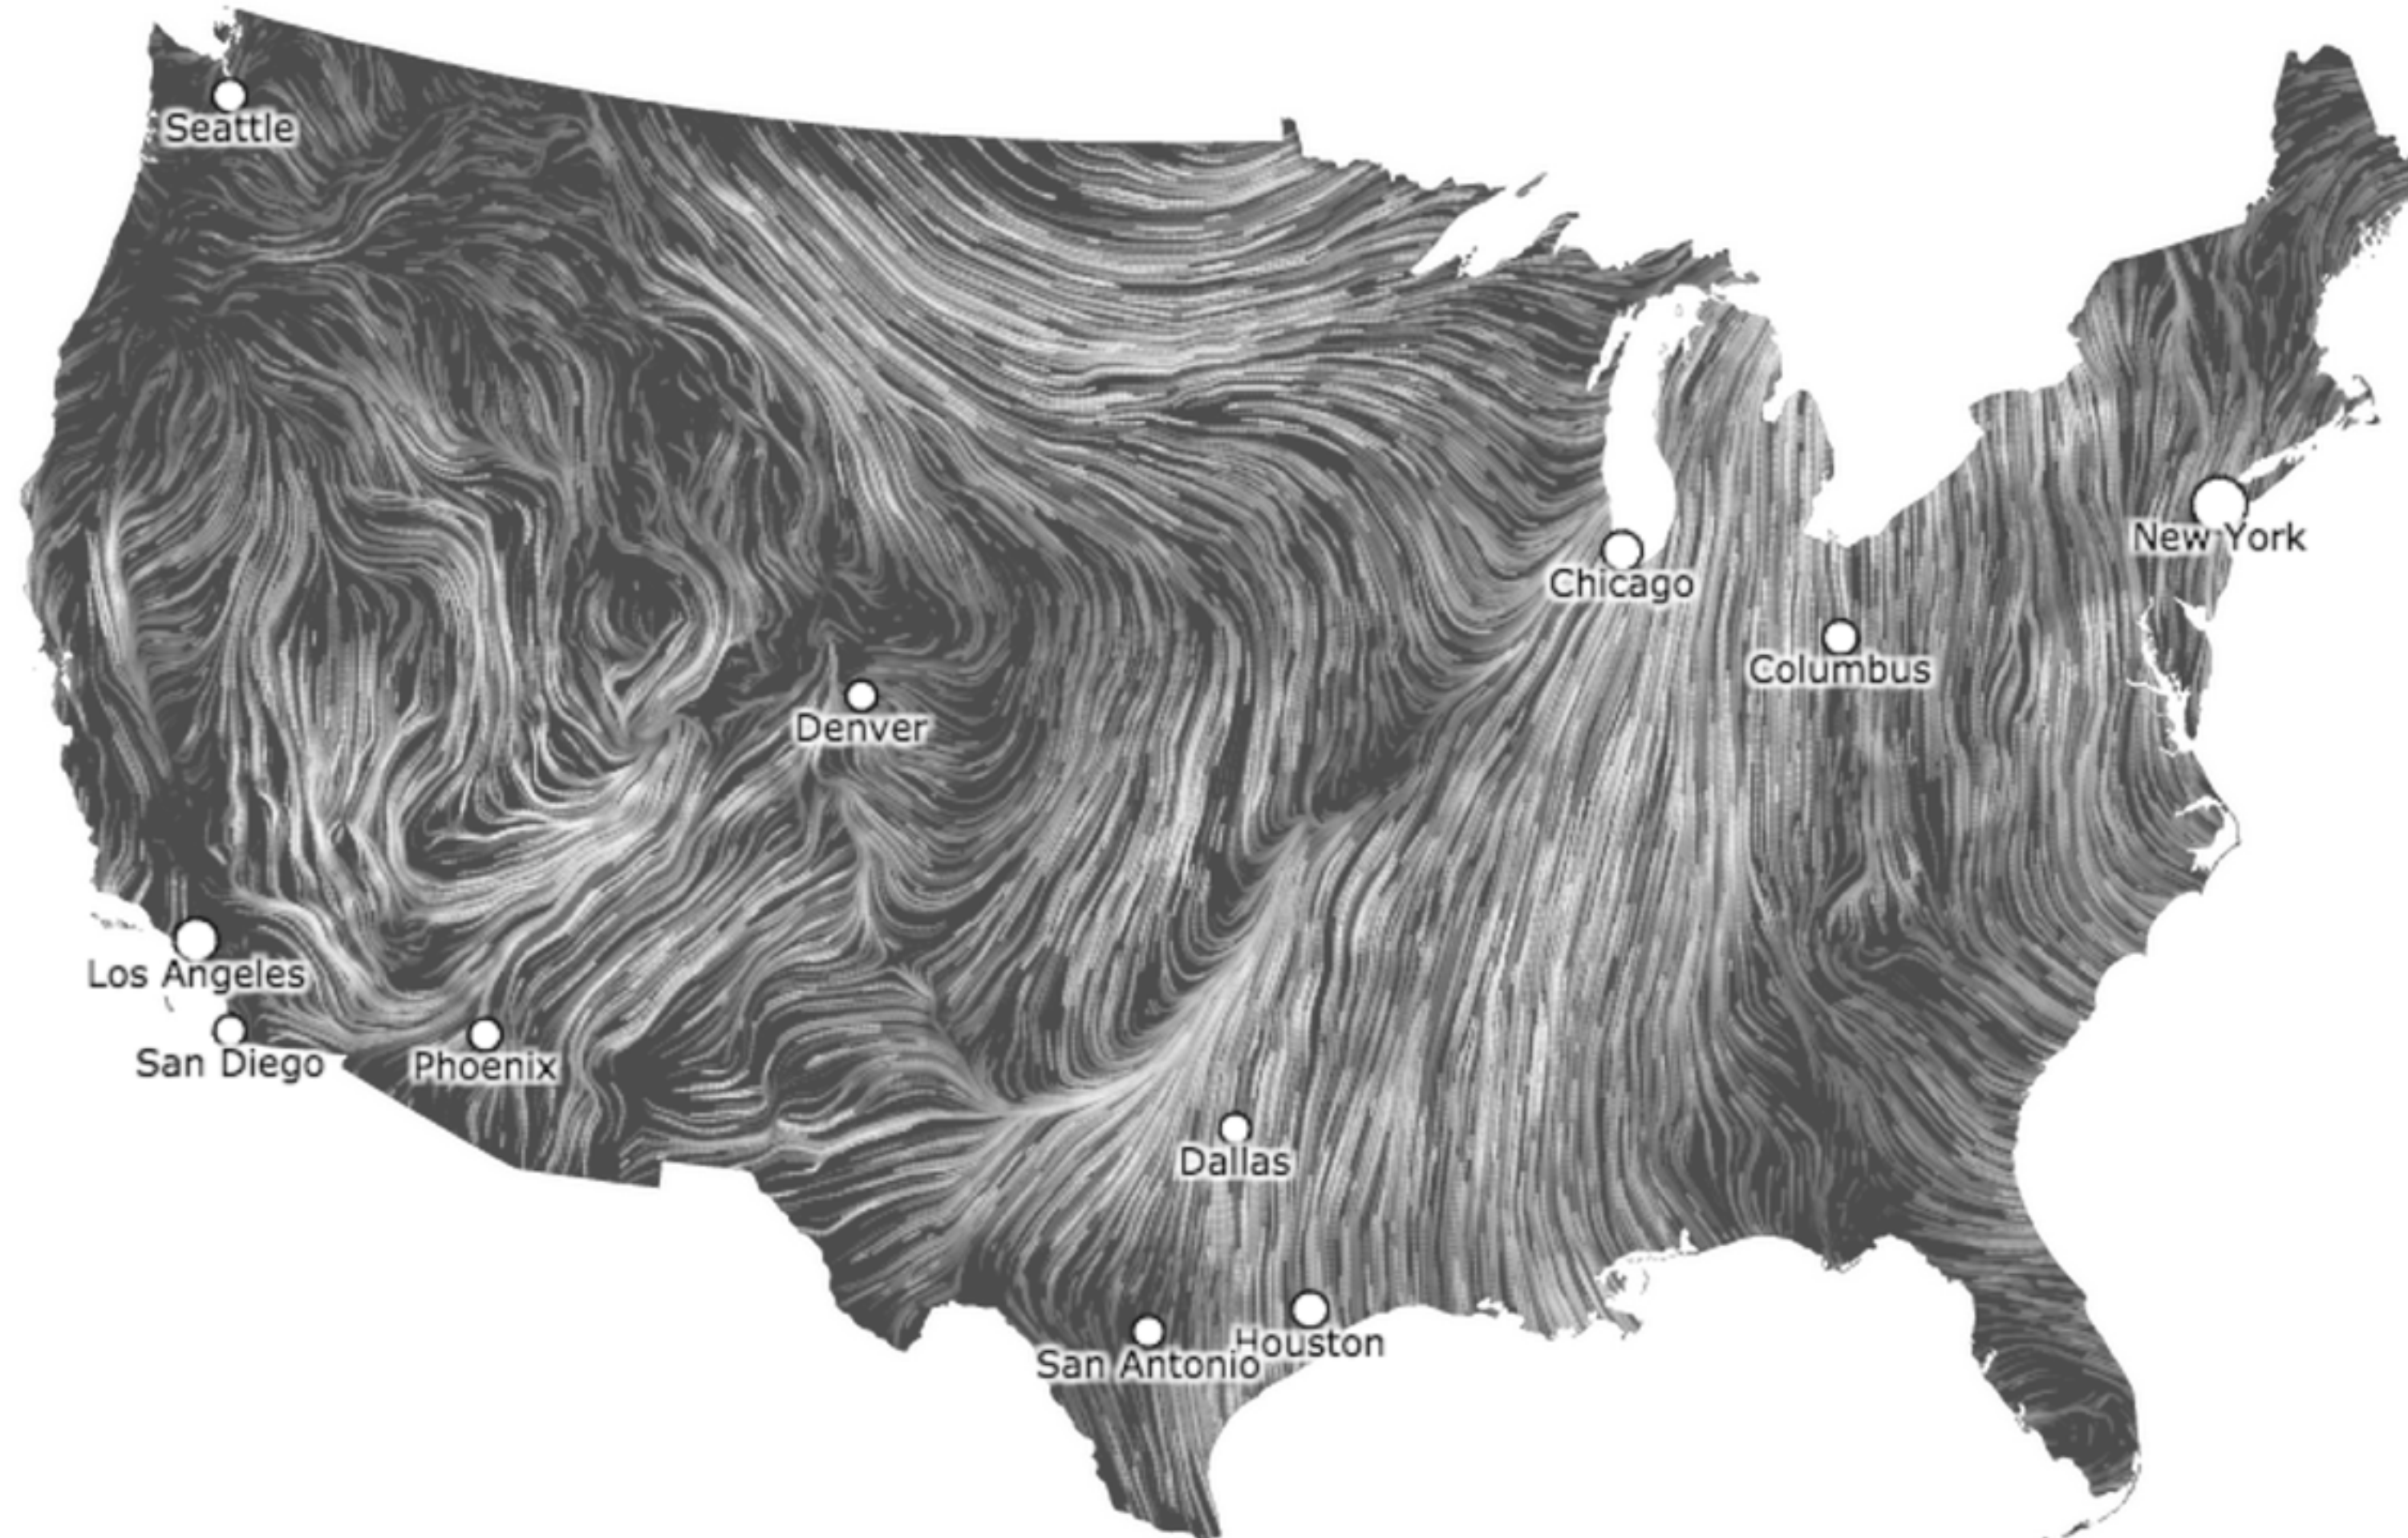 Seattle
New York
Chicago
Columbus
Denver
Los Angeles
San Diego
Phoenix
Dallas
Houston
San Antonio